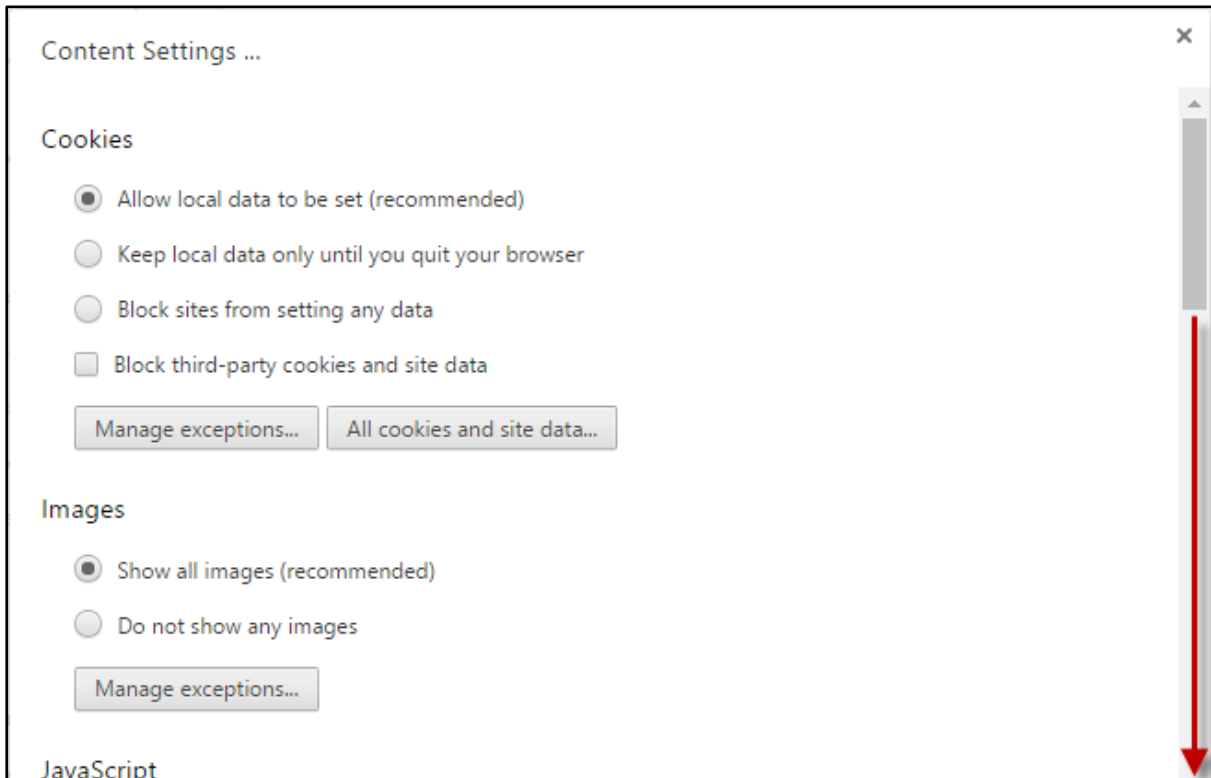 Content Settings ...
Cookies
Allow local data to be set (recommended)
Keep local data only until you quit your browser
Block sites from setting any data
Block third-party cookies and site data
Manage exceptions... All cookies and site data...
Images
Show all images (recommended)
Do not show any images
Manage exceptions...
JavaScript